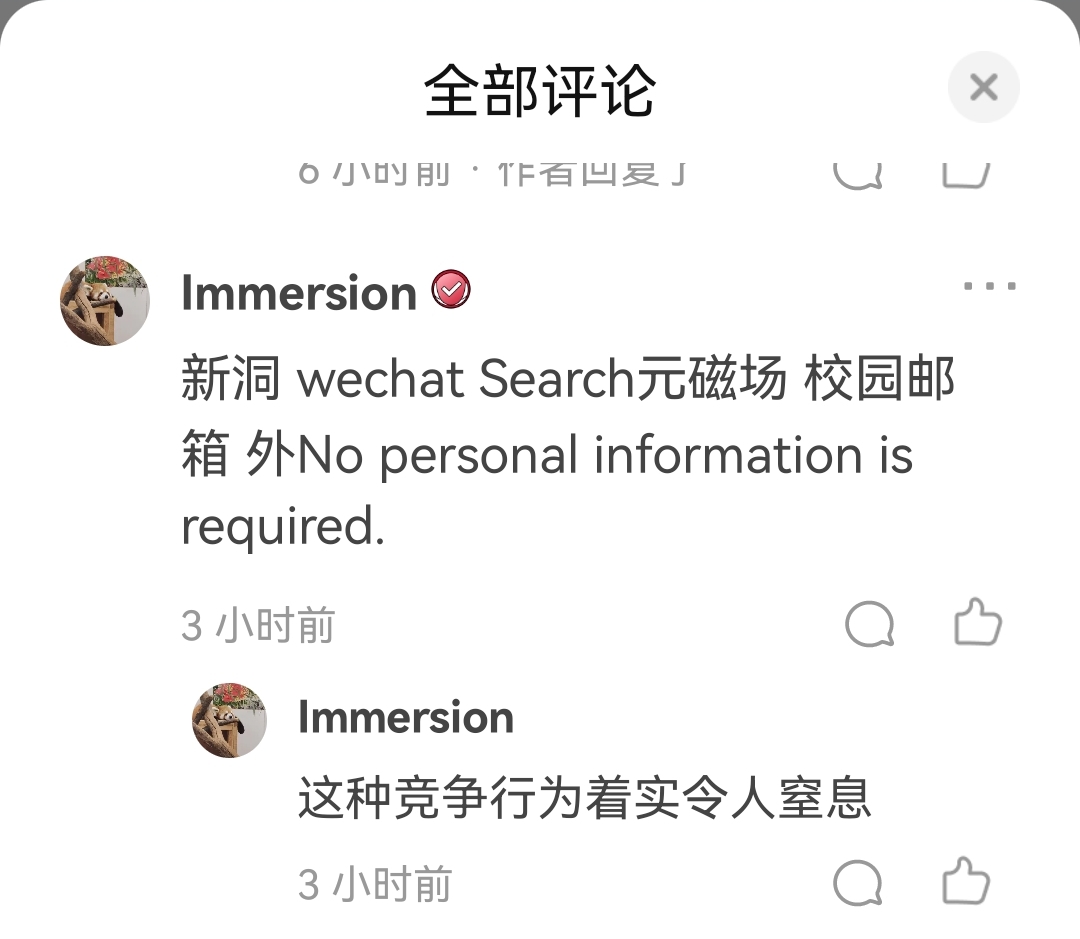 全部评论
6 小时前 · 作者回复了
Immersion
新洞 wechat Search元磁场 校园邮
箱 外No personal information is
required.
3 小时前
Immersion
这种竞争行为着实令人窒息
3 小时前